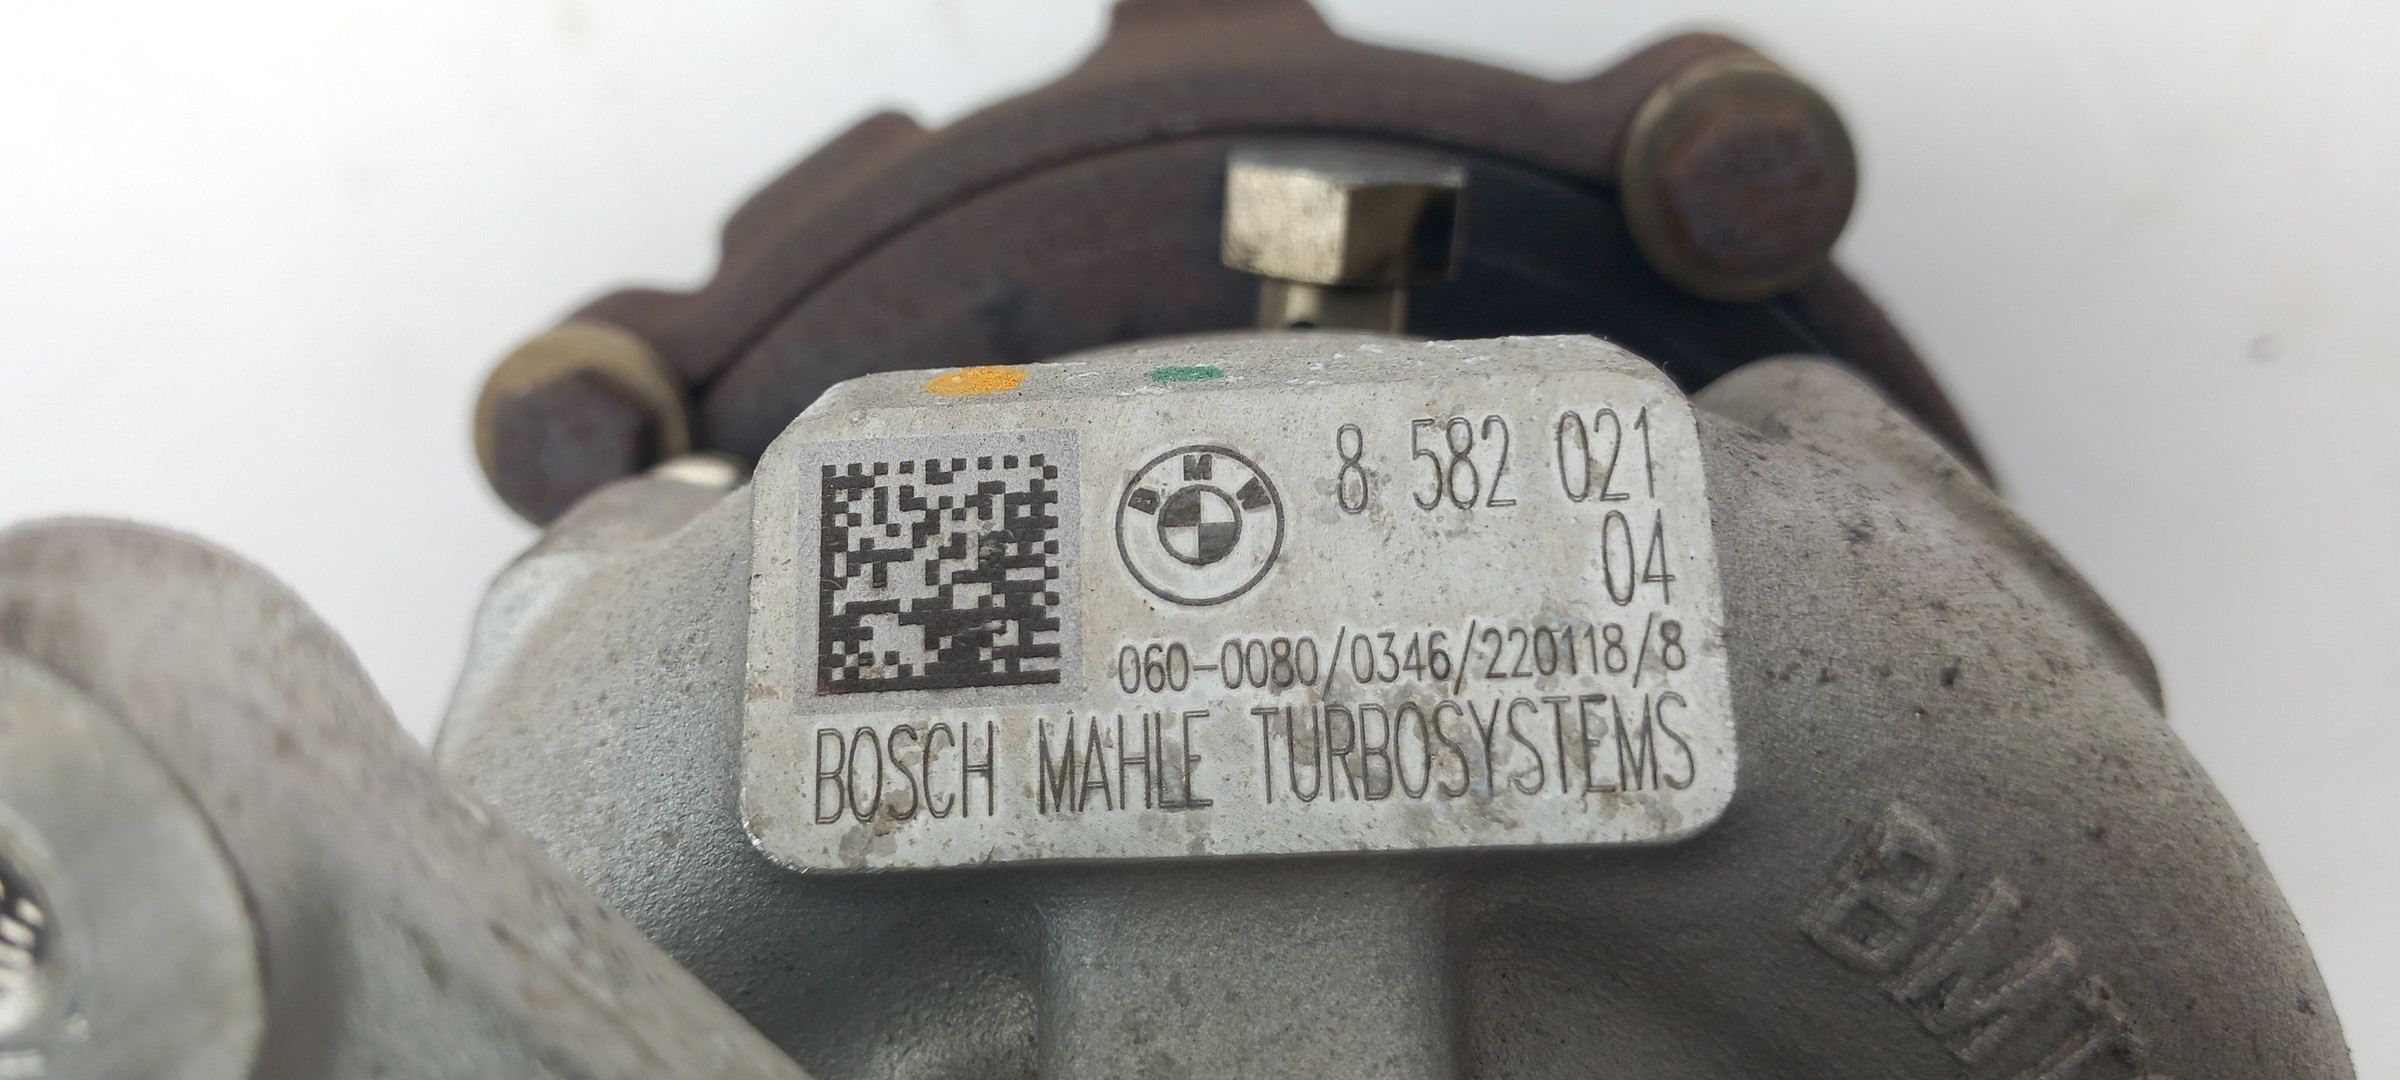 BMW
8 582 021
04
060-0080/0346/220118/8
BOSCH MAHLE TURBOSYSTEMS